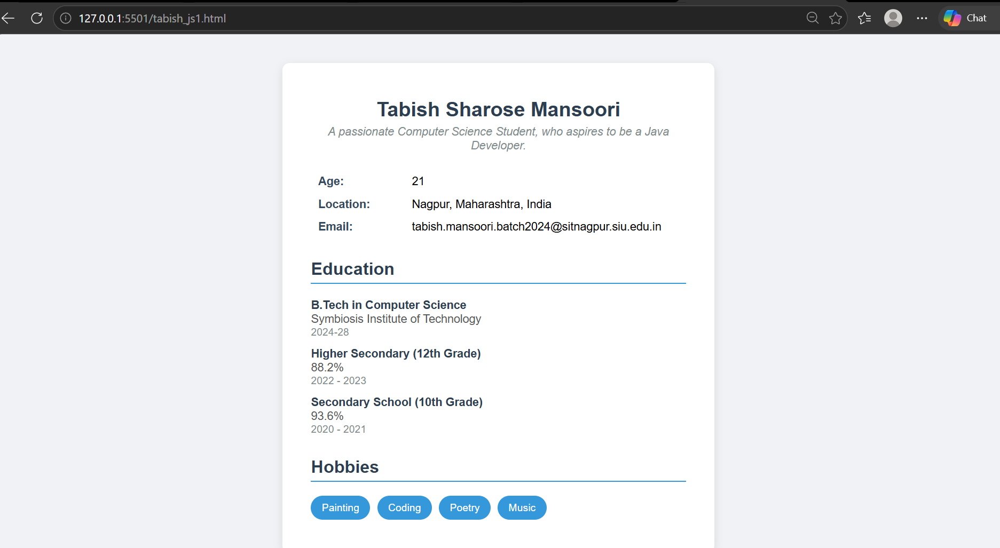 127.0.0.1:5501/tabish_js1.html
Chat
Tabish Sharose Mansoori
A passionate Computer Science Student, who aspires to be a Java
Developer.
Age: 21
Location: Nagpur, Maharashtra, India
Email: tabish.mansoori.batch2024@sitnagpur.siu.edu.in
Education
B.Tech in Computer Science
Symbiosis Institute of Technology
2024-28
Higher Secondary (12th Grade)
88.2%
2022 - 2023
Secondary School (10th Grade)
93.6%
2020 - 2021
Hobbies
Painting Coding Poetry Music